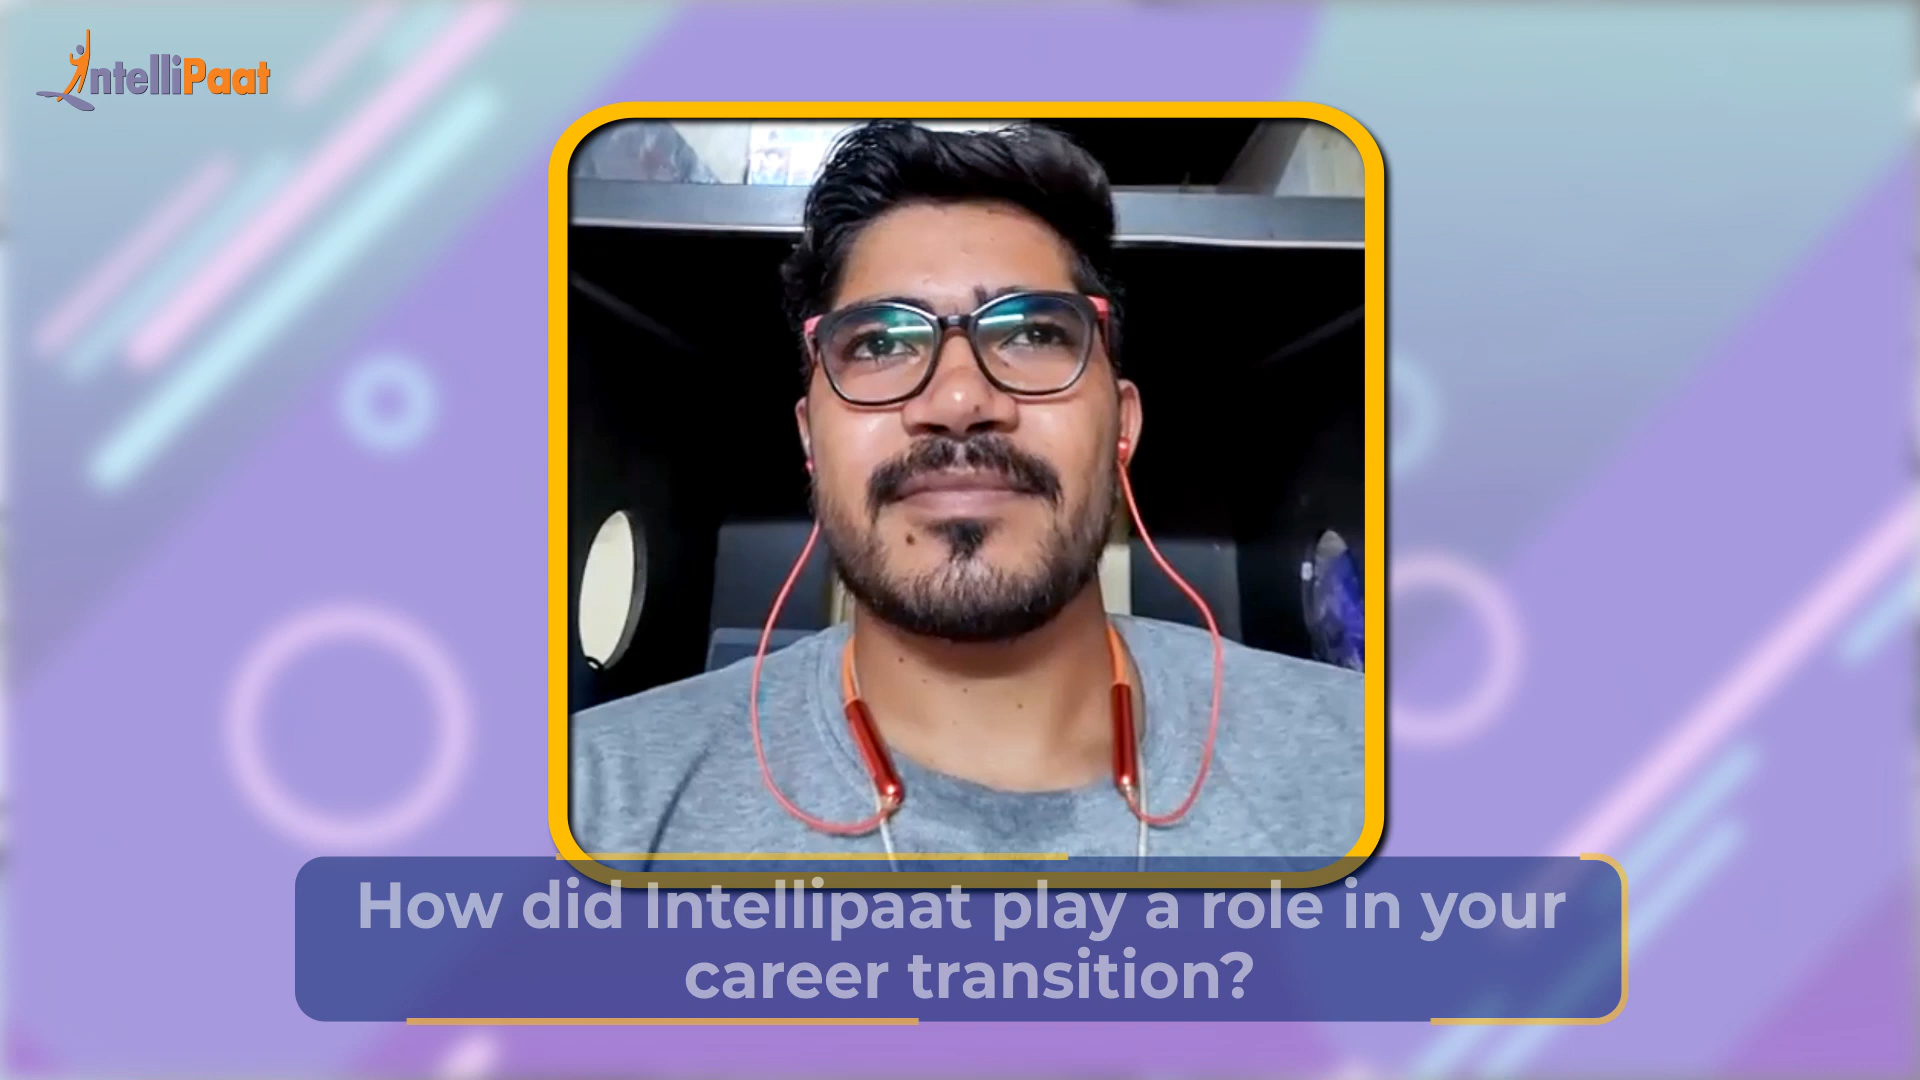 IntelliPaat
How did Intellipaat play a role in your
career transition?